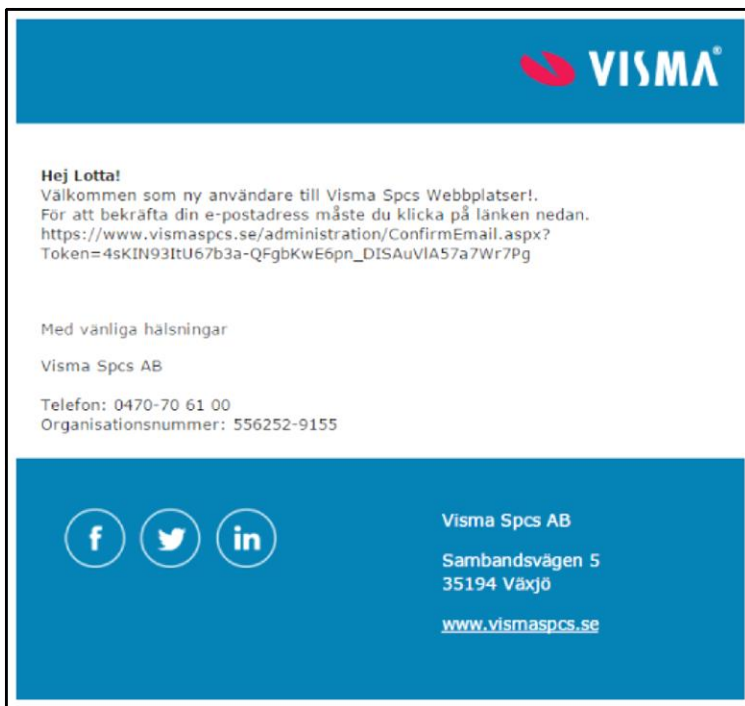 VISMA®
Hej Lotta!
Välkommen som ny användare till Visma Spcs Webbplatser!.
För att bekräfta din e-postadress måste du klicka på länken nedan.
https://www.vismaspcs.se/administration/ConfirmEmail.aspx?
Token=4sKIN93ItU67b3a-QFgbKwE6pn_DISAuVlA57a7Wr7Pg
Med vänliga hälsningar
Visma Spcs AB
Telefon: 0470-70 61 00
Organisationsnummer: 556252-9155
f
in
Visma Spcs AB
Sambandsvägen 5
35194 Växjö
www.vismaspcs.se